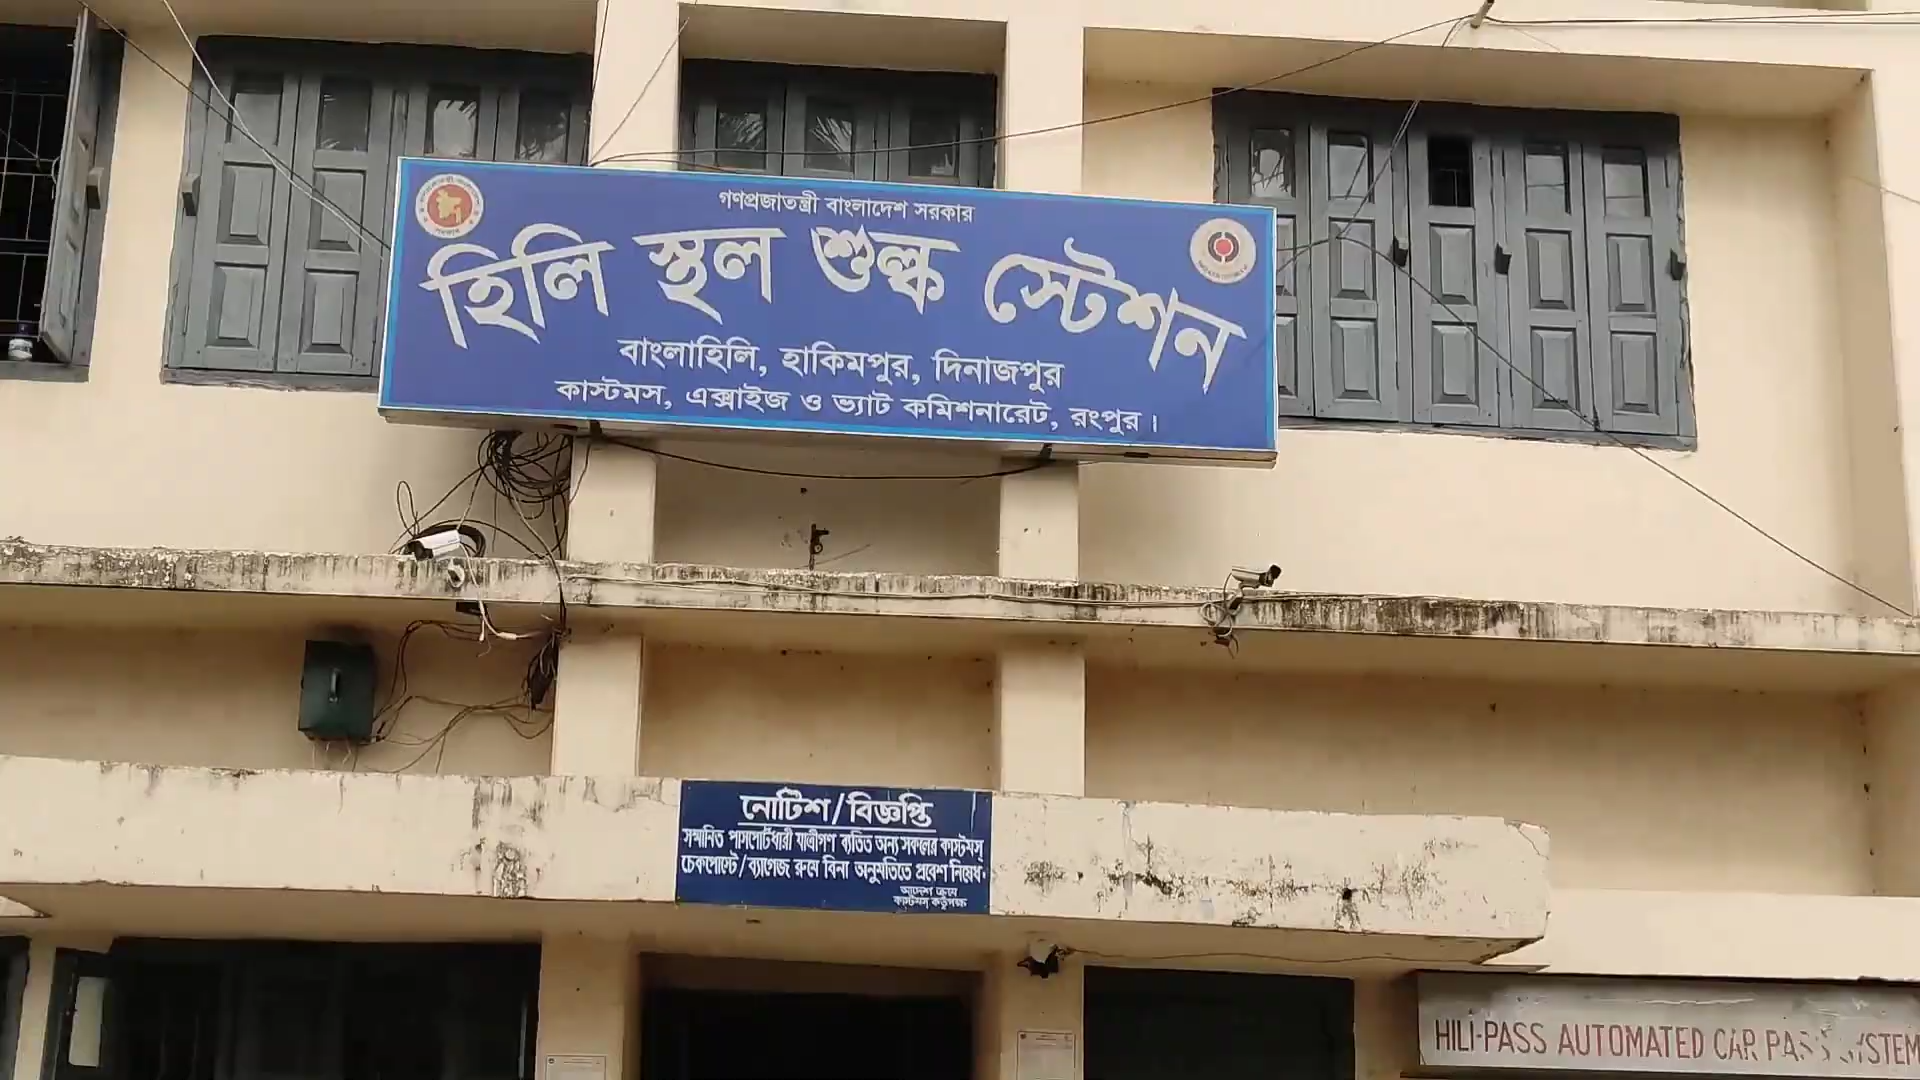 গণপ্রজাতন্ত্রী বাংলাদেশ সরকার
হিলি স্থল শুল্ক স্টেশন
বাংলাহিলি, হাকিমপুর, দিনাজপুর
কাস্টমস, এক্সাইজ ও ভ্যাট কমিশনারেট, রংপুর।
নোটিশ/বিজ্ঞপ্তি
সম্মানিত পাসপোর্টধারী যাত্রীগণ ব্যতিত অন্য সকলের কাস্টমস্
চেকপোস্টে/ব্যাগেজ রুমে বিনা অনুমতিতে প্রবেশ নিষেধ।
আদেশ ক্রমে
কাস্টমস্ কর্তৃপক্ষ
HILI-PASS AUTOMATED CAR PASS SYSTEM